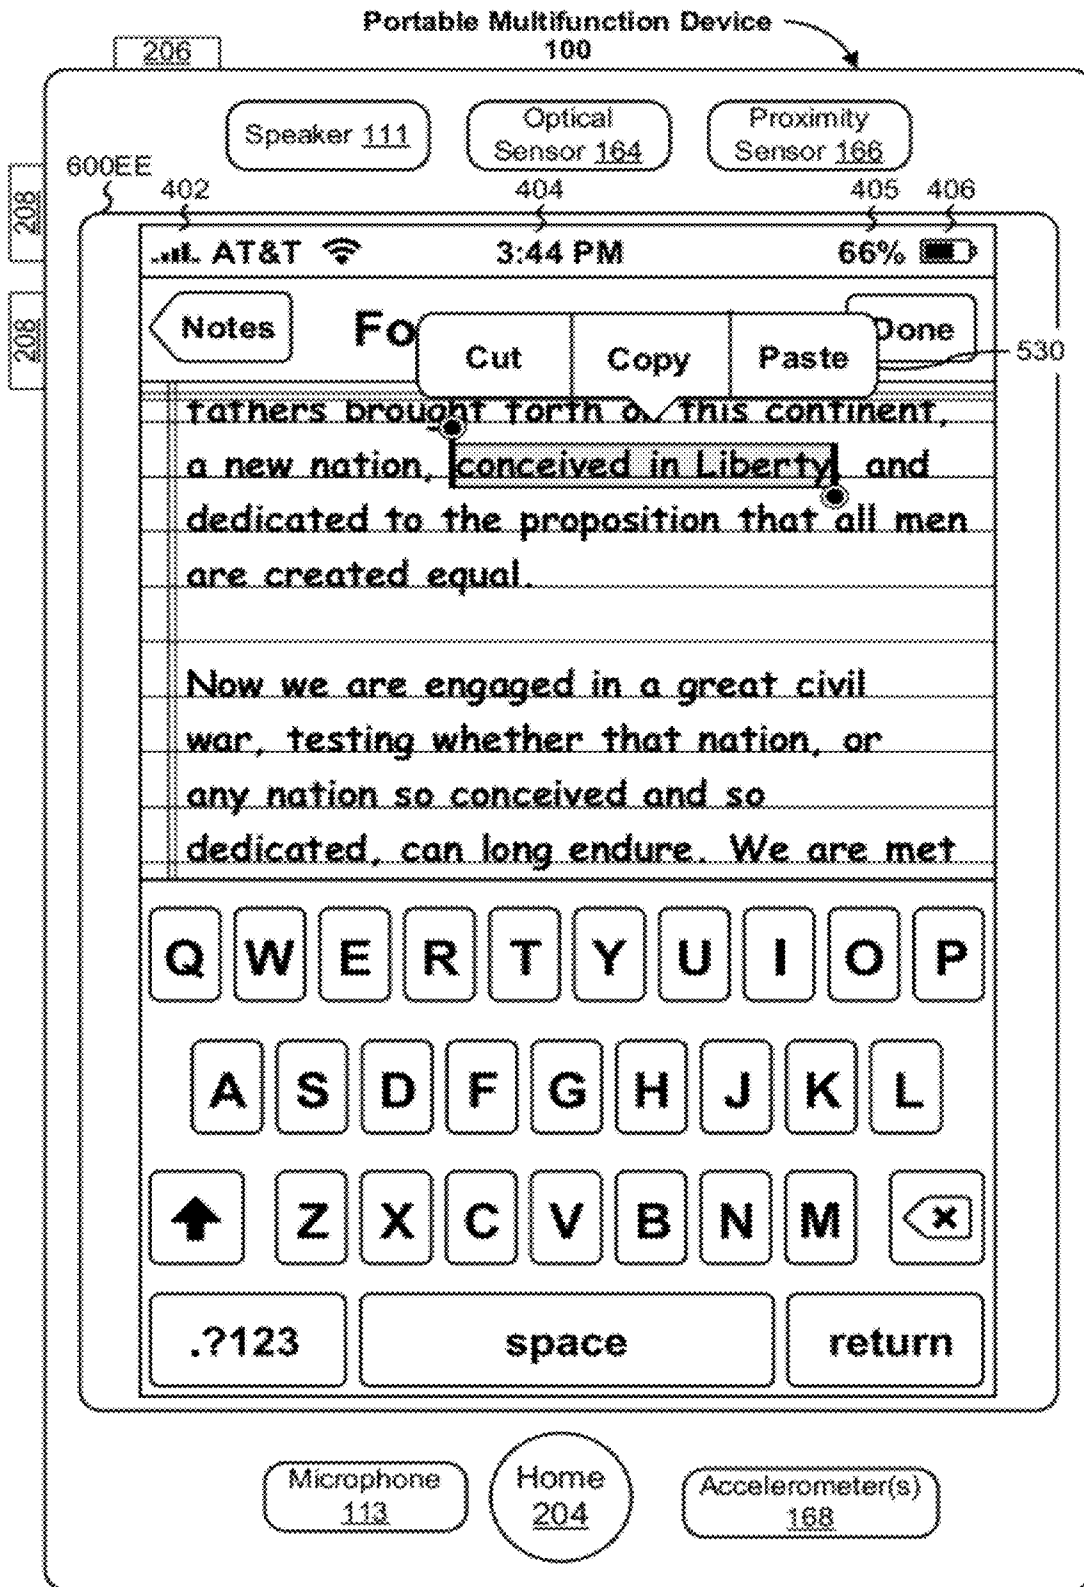 Portable Multifunction Device
100
206
Speaker 111
Optical
Sensor 164
Proximity
Sensor 166
600EE
402
404
405
406
208
208
AT&T
3:44 PM
66%
Notes
Fo
Done
Cut
Copy
Paste
530
fathers brought forth on this continent,
a new nation, conceived in Liberty, and
dedicated to the proposition that all men
are created equal.
Now we are engaged in a great civil
war, testing whether that nation, or
any nation so conceived and so
dedicated, can long endure. We are met
Q W E R T Y U I O P
A S D F G H J K L
Z X C V B N M
.?123
space
return
Microphone
113
Home
204
Accelerometer(s)
168